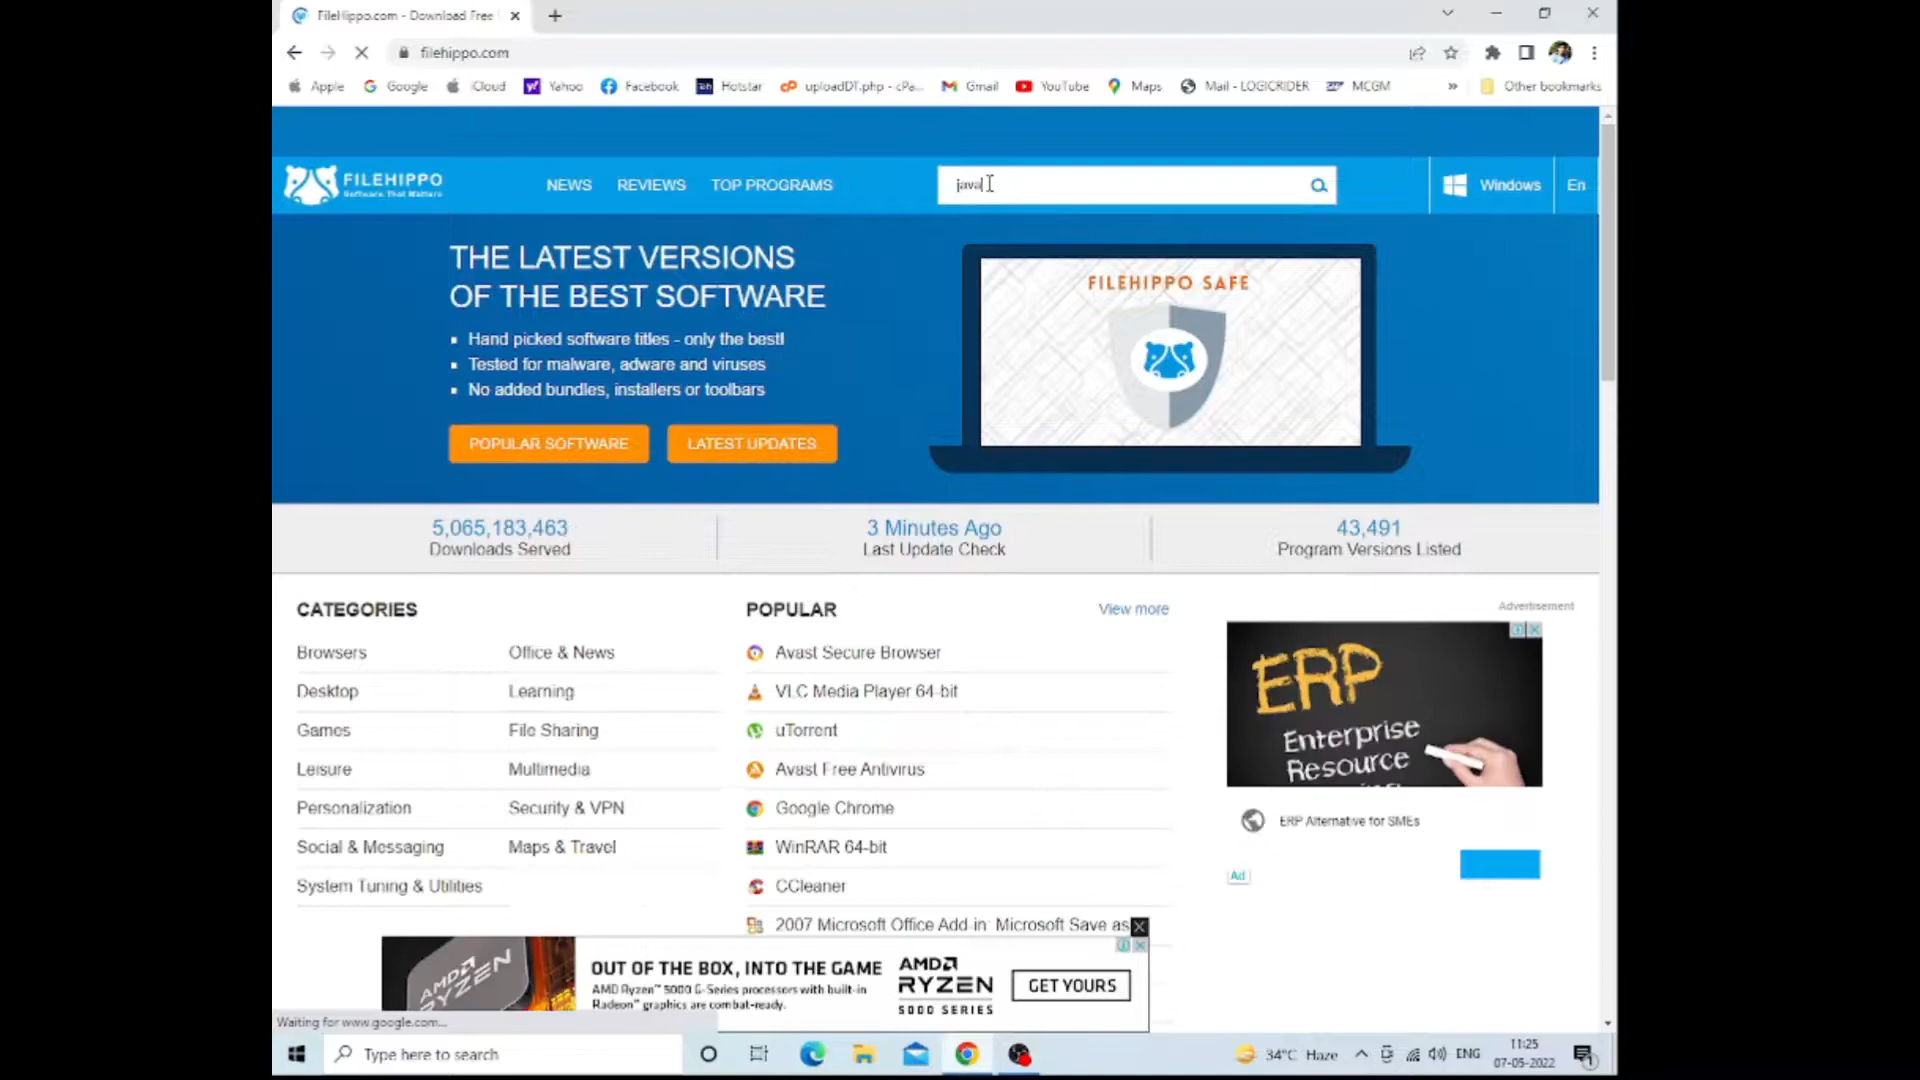 FileHippo.com - Download Free
filehippo.com
Apple
Google
iCloud
Yahoo
Facebook
Hotstar
uploadDT.php - cPa...
Gmail
YouTube
Maps
Mail - LOGICRIDER
MCGM
»
Other bookmarks
FILEHIPPO
Software That Matters
NEWS
REVIEWS
TOP PROGRAMS
java
Windows
En
THE LATEST VERSIONS
OF THE BEST SOFTWARE
Hand picked software titles - only the best!
Tested for malware, adware and viruses
No added bundles, installers or toolbars
POPULAR SOFTWARE
LATEST UPDATES
FILEHIPPO SAFE
5,065,183,463
Downloads Served
3 Minutes Ago
Last Update Check
43,491
Program Versions Listed
CATEGORIES
Browsers
Office & News
Desktop
Learning
Games
File Sharing
Leisure
Multimedia
Personalization
Security & VPN
Social & Messaging
Maps & Travel
System Tuning & Utilities
POPULAR
View more
Avast Secure Browser
VLC Media Player 64-bit
uTorrent
Avast Free Antivirus
Google Chrome
WinRAR 64-bit
CCleaner
2007 Microsoft Office Add-in: Microsoft Save as
Advertisement
ERP
Enterprise
Resource
ERP Alternative for SMEs
Ad
AMD
RYZEN
OUT OF THE BOX, INTO THE GAME
AMD Ryzen™ 5000 G-Series processors with built-in
Radeon™ graphics are combat-ready.
AMD
RYZEN
5000 SERIES
GET YOURS
Waiting for www.google.com...
Type here to search
34°C Haze
ENG
11:25
07-05-2022